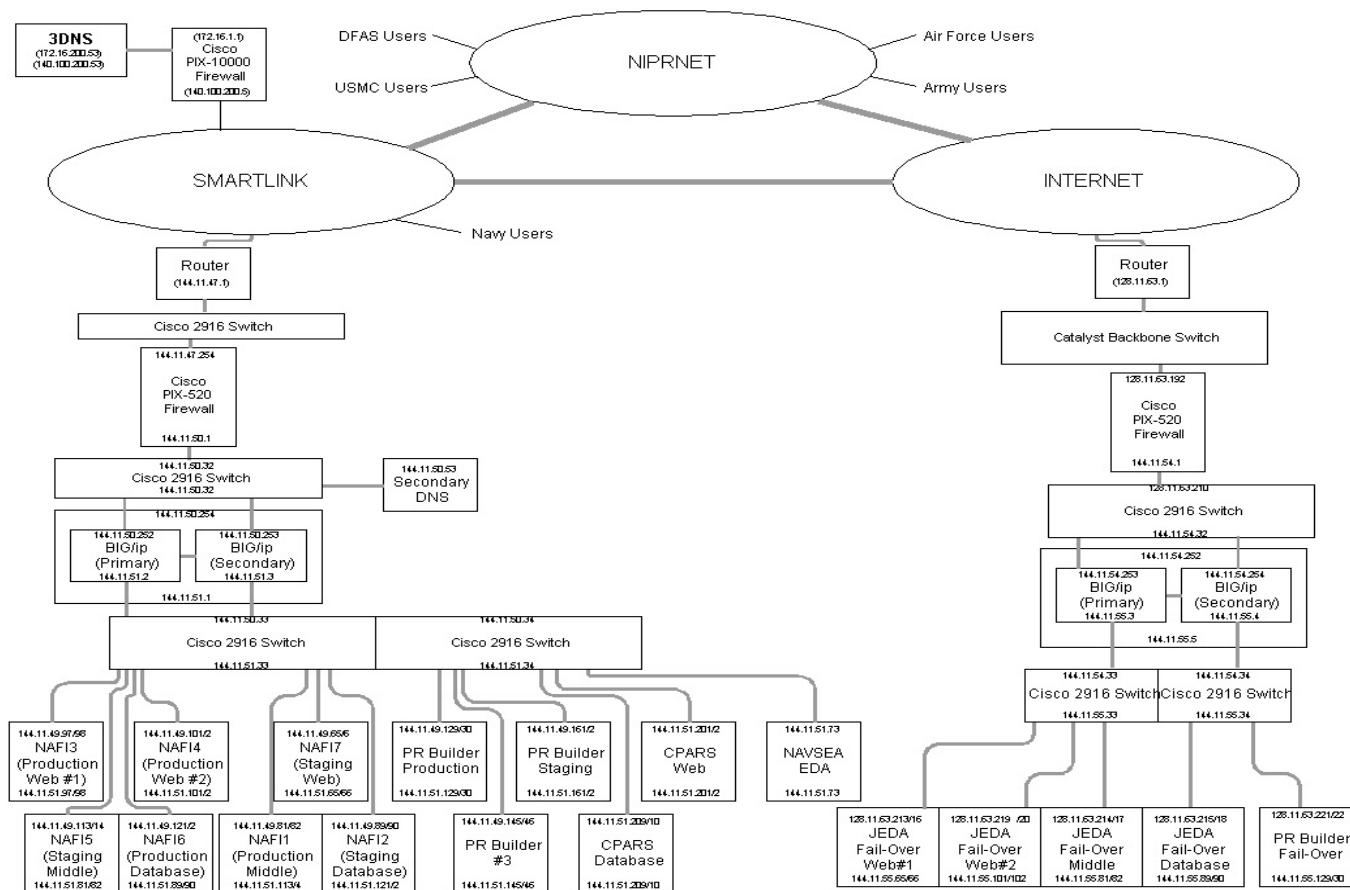 3DNS
(172.16.200.53)
(140.100.200.53)
(172.16.1.1)
Cisco
PIX-10000
Firewall
(140.100.200.5)
DFAS Users
USMC Users
NIPRNET
Air Force Users
Army Users
SMARTLINK
INTERNET
Navy Users
Router
(144.11.47.1)
Cisco 2916 Switch
144.11.47.254
Cisco
PIX-520
Firewall
144.11.50.1
144.11.50.32
Cisco 2916 Switch
144.11.50.32
144.11.50.53
Secondary
DNS
144.11.50.254
144.11.50.252
BIG/ip
(Primary)
144.11.51.2
144.11.50.253
BIG/ip
(Secondary)
144.11.51.3
144.11.51.1
144.11.50.33
Cisco 2916 Switch
144.11.51.33
144.11.50.34
Cisco 2916 Switch
144.11.51.34
144.11.49.97/98
NAFI3
(Production
Web #1)
144.11.51.97/98
144.11.49.101/2
NAFI4
(Production
Web #2)
144.11.51.101/2
144.11.49.65/6
NAFI7
(Staging
Web)
144.11.51.65/66
144.11.49.129/30
PR Builder
Production
144.11.51.129/30
144.11.49.161/2
PR Builder
Staging
144.11.51.161/2
144.11.51.201/2
CPARS
Web
144.11.51.201/2
144.11.51.73
NAVSEA
EDA
144.11.51.73
144.11.49.113/14
NAFI5
(Staging
Middle)
144.11.51.81/82
144.11.49.121/2
NAFI6
(Production
Database)
144.11.51.89/90
144.11.49.81/82
NAFI1
(Production
Middle)
144.11.51.113/4
144.11.49.89/90
NAFI2
(Staging
Database)
144.11.51.121/2
144.11.49.145/46
PR Builder
#3
144.11.51.145/46
144.11.51.209/10
CPARS
Database
144.11.51.209/10
Router
(128.11.63.1)
Catalyst Backbone Switch
128.11.63.192
Cisco
PIX-520
Firewall
144.11.54.1
128.11.63.210
Cisco 2916 Switch
144.11.54.32
144.11.54.252
144.11.54.253
BIG/ip
(Primary)
144.11.55.3
144.11.54.254
BIG/ip
(Secondary)
144.11.55.4
144.11.55.5
144.11.54.33
Cisco 2916 Switch
144.11.55.33
144.11.54.34
Cisco 2916 Switch
144.11.55.34
128.11.63.213/16
JEDA
Fail-Over
Web#1
144.11.55.65/66
128.11.63.219 /20
JEDA
Fail-Over
Web#2
144.11.55.101/102
128.11.63.214/17
JEDA
Fail-Over
Middle
144.11.55.81/82
128.11.63.215/18
JEDA
Fail-Over
Database
144.11.55.89/90
128.11.63.221/22
PR Builder
Fail-Over
144.11.55.129/30